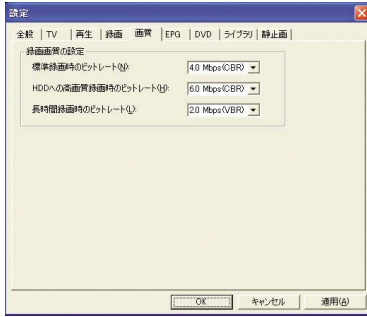 設定
全般 TV 再生 録画 画質 EPG DVD ライブラリ 静止画
録画画質の設定
標準録画時のビットレート(N): 4.0 Mbps(CBR)
HDDへの高画質録画時のビットレート(H): 6.0 Mbps(CBR)
長時間録画時のビットレート(L): 2.0 Mbps(VBR)
OK キャンセル 適用(A)